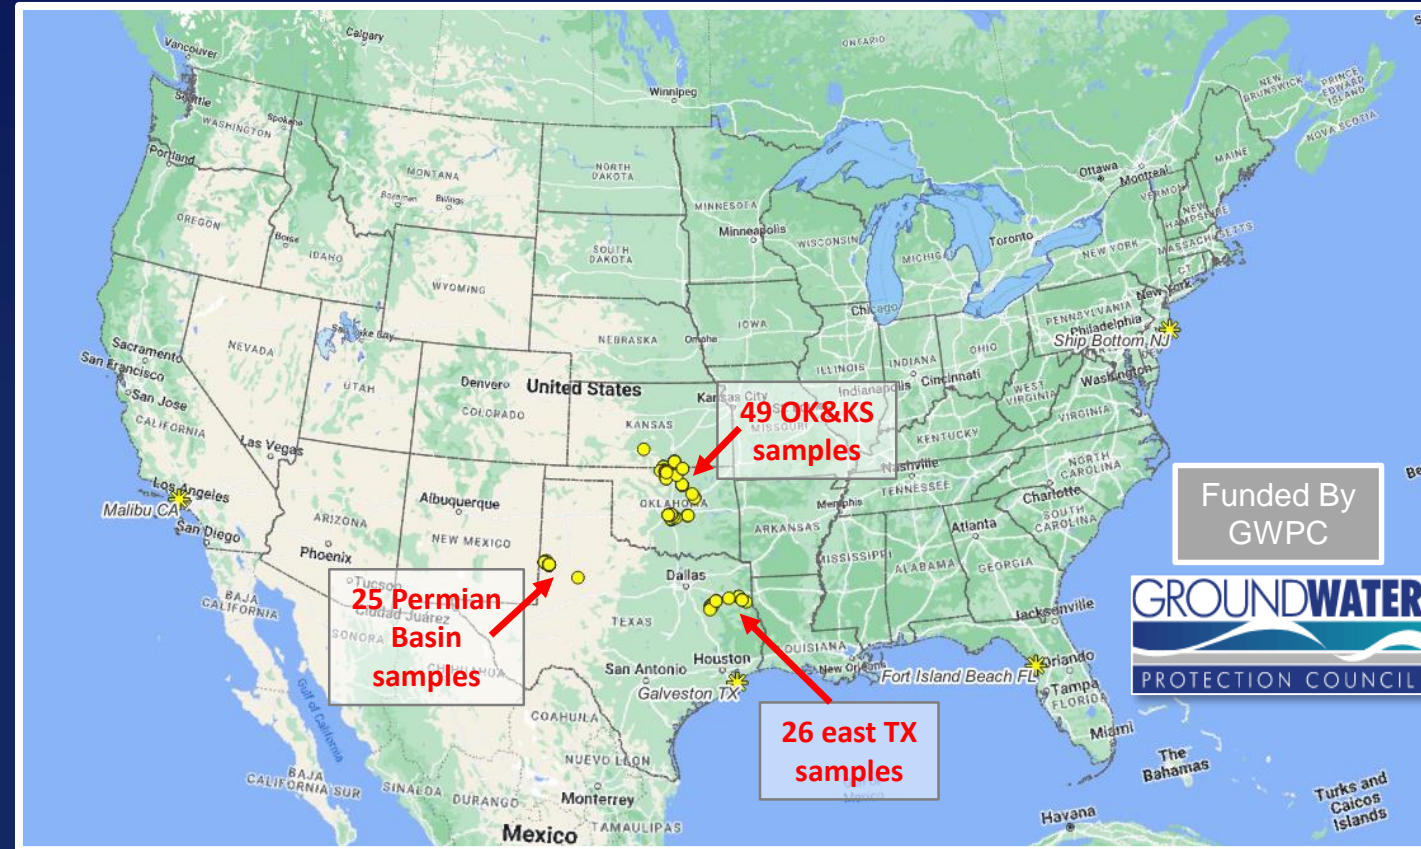 Calgary
Vancouver
ONTARIO
Winnipeg
Seattle
Spokane
WASHINGTON
NEW
BRUNSWICK
PRINCE
EDWARD
ISLAND
NOVA SCOTIA
Portland
MONTANA
NORTH
DAKOTA
Ottawa
Montreal
MAINE
Bozeman
Billings
MINNESOTA
VERMONT
OREGON
Minneapolis
WISCONSIN
NEW
HAMPSHIRE
Boise
IDAHO
SOUTH
DAKOTA
MICHIGAN
Toronto
NEW YORK
MASSACHUSETTS
CT
RI
WYOMING
Chicago
New York
IOWA
PENNSYLVANIA
Philadelphia
Ship Bottom NJ
Salt Lake City
NEBRASKA
Omaha
Sacramento
NEVADA
OHIO
INDIANA
ILLINOIS
San Francisco
UTAH
Denver
United States
Indianapolis
Cincinnati
Washington
San Jose
COLORADO
Kansas City
WEST
VIRGINIA
CALIFORNIA
KANSAS
MISSOURI
49 OK&KS
samples
VIRGINIA
KENTUCKY
Las Vegas
Nashville
NORTH
CAROLINA
TENNESSEE
Los Angeles
Malibu CA
Albuquerque
OKLAHOMA
Memphis
Charlotte
Funded By
GWPC
ARIZONA
ARKANSAS
SOUTH
CAROLINA
Atlanta
San Diego
NEW MEXICO
Phoenix
MISSISSIPPI
ALABAMA
GEORGIA
Tucson
Dallas
BAJA
CALIFORNIA
25 Permian
Basin
samples
Ciudad Juárez
SONORA
CHIHUAHUA
TEXAS
Jacksonville
GROUNDWATER
PROTECTION COUNCIL
LOUISIANA
Houston
San Antonio
New Orleans
Orlando
Fort Island Beach FL
Galveston TX
Tampa
FLORIDA
Gulf of California
COAHUILA
26 east TX
samples
Miami
The
Bahamas
NUEVO LEON
BAJA
CALIFORNIA SUR
SINALOA
DURANGO
Monterrey
Mexico
TAMAULIPAS
Havana
Turks and
Caicos
Islands